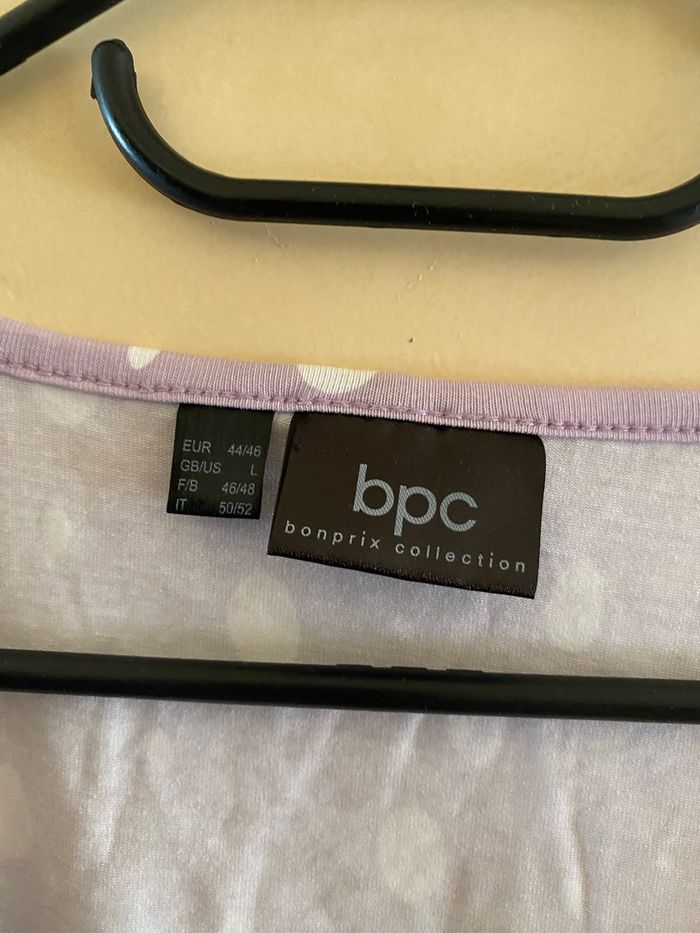 EUR 44/46
GB/US L
F/B 46/48
IT 50/52
bpc
bonprix collection